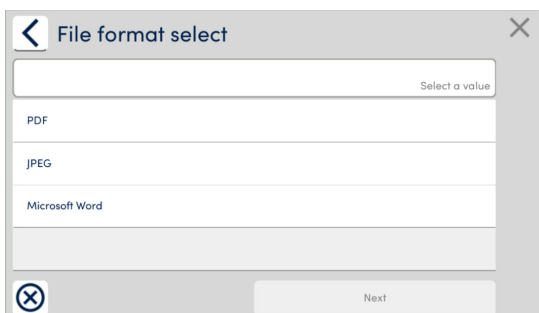 File format select
Select a value
PDF
JPEG
Microsoft Word
Next